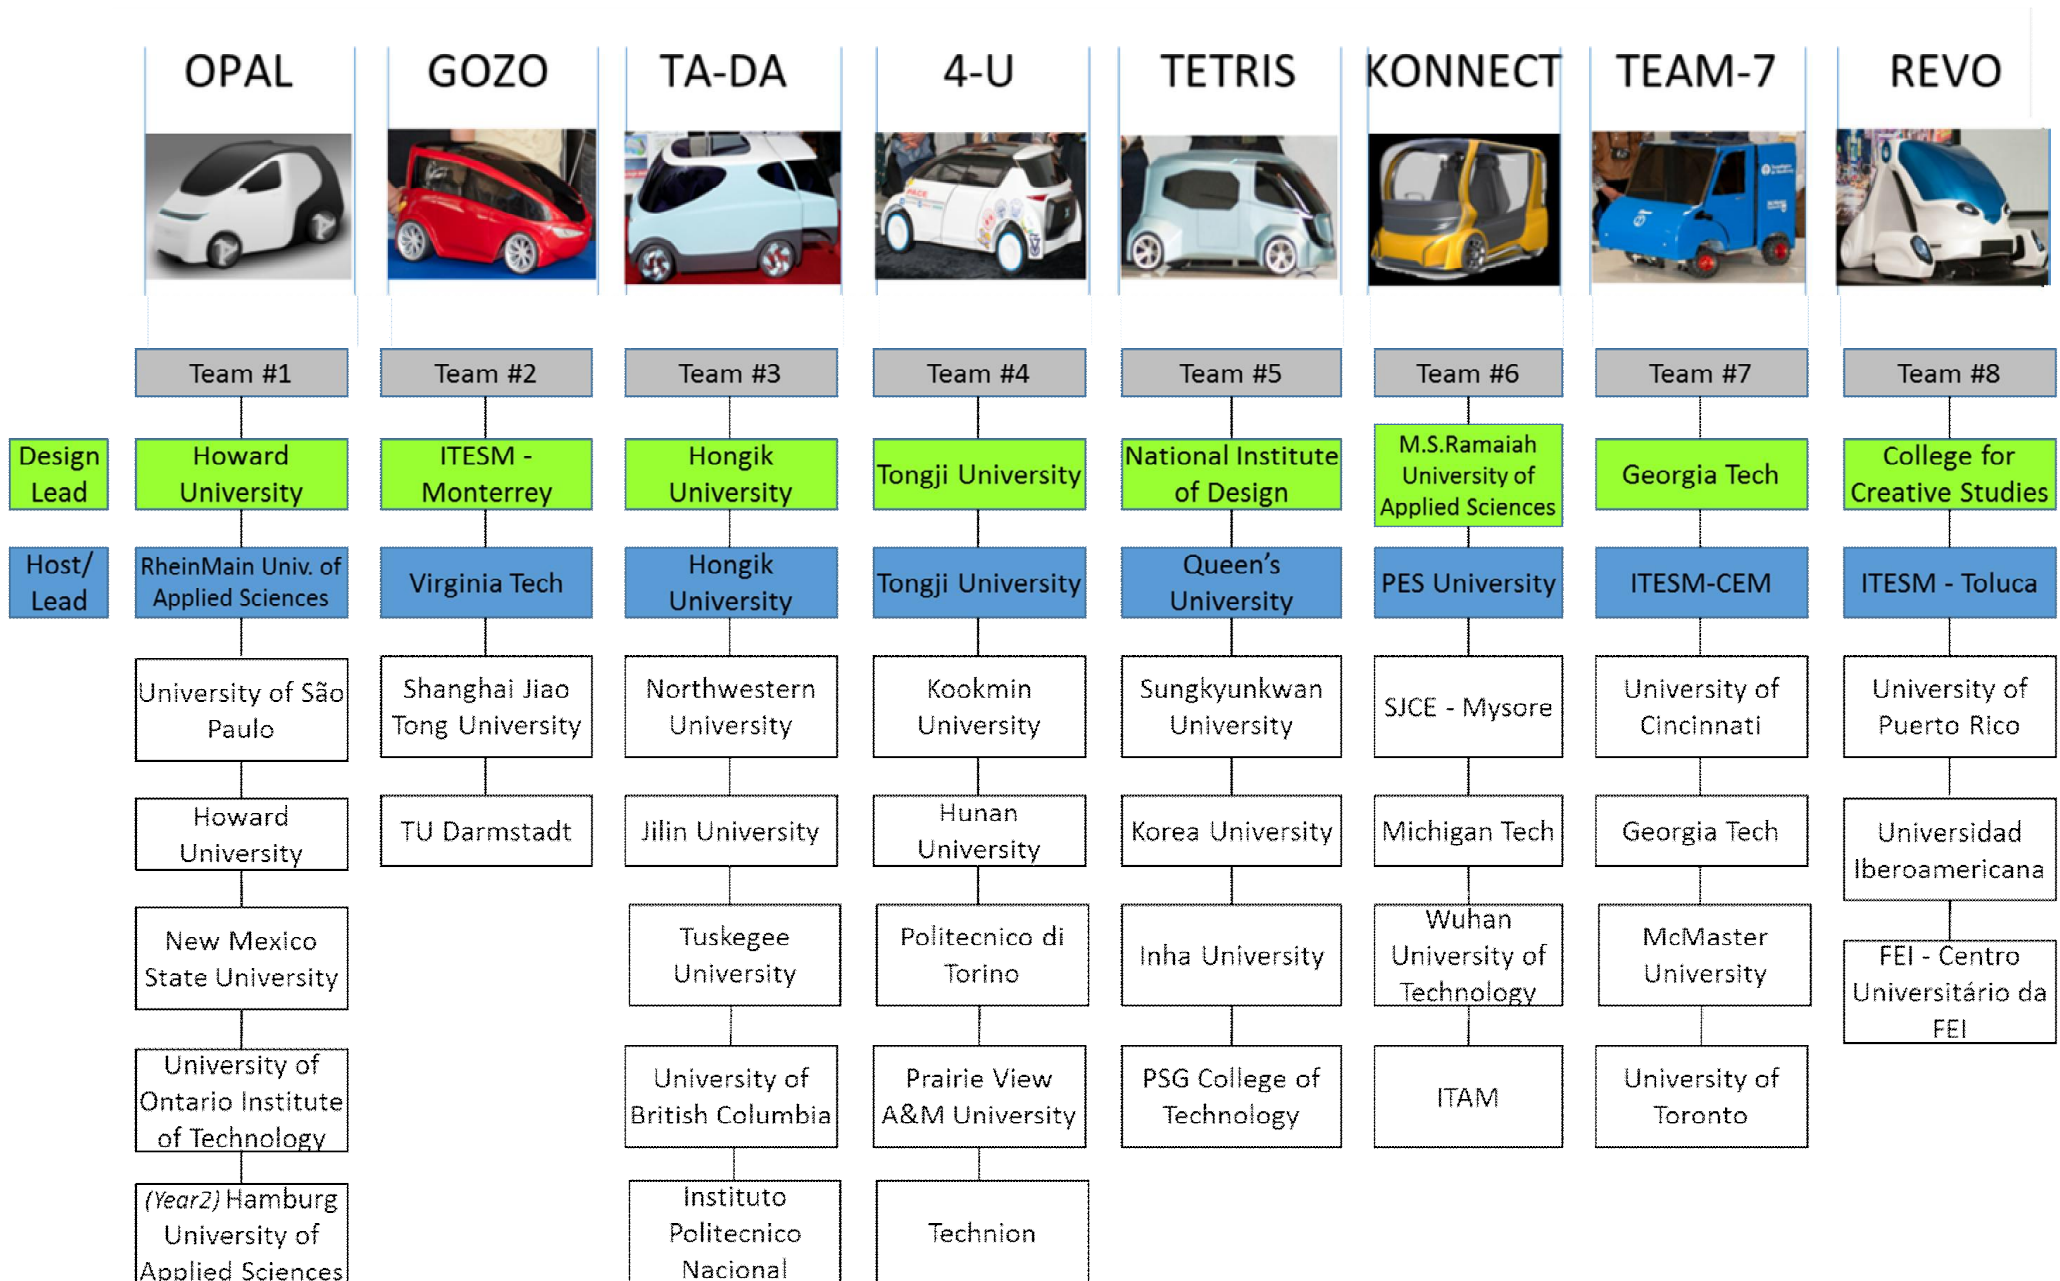 OPAL
GOZO
TA-DA
4-U
TETRIS
KONNECT
TEAM-7
REVO
Team #1
Team #2
Team #3
Team #4
Team #5
Team #6
Team #7
Team #8
Design
Lead
Howard
University
ITESM -
Monterrey
Hongik
University
Tongji University
National Institute
of Design
M.S.Ramaiah
University of
Applied Sciences
Georgia Tech
College for
Creative Studies
Host/
Lead
RheinMain Univ. of
Applied Sciences
Virginia Tech
Hongik
University
Tongji University
Queen’s
University
PES University
ITESM-CEM
ITESM - Toluca
University of São
Paulo
Shanghai Jiao
Tong University
Northwestern
University
Kookmin
University
Sungkyunkwan
University
SJCE - Mysore
University of
Cincinnati
University of
Puerto Rico
Howard
University
TU Darmstadt
Jilin University
Hunan
University
Korea University
Michigan Tech
Georgia Tech
Universidad
Iberoamericana
New Mexico
State University
Tuskegee
University
Politecnico di
Torino
Inha University
Wuhan
University of
Technology
McMaster
University
FEI - Centro
Universitário da
FEI
University of
Ontario Institute
of Technology
University of
British Columbia
Prairie View
A&M University
PSG College of
Technology
ITAM
University of
Toronto
(Year2) Hamburg
University of
Applied Sciences
Instituto
Politecnico
Nacional
Technion